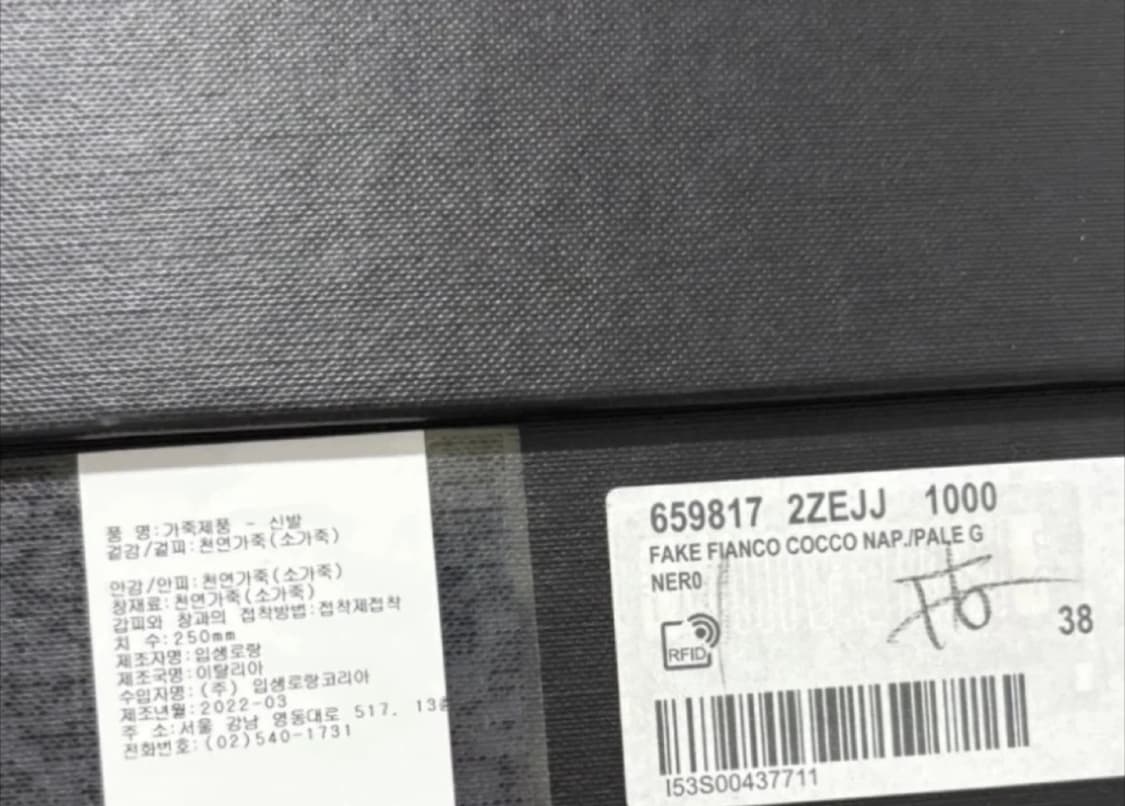 품 명:가죽제품 - 신발
겉감/겉피:천연가죽(소가죽)
안감/안피:천연가죽(소가죽)
창재료:천연가죽(소가죽)
갑피와 창과의 접착방법:접착제접착
치 수:250mm
제조자명:입생로랑
제조국명:이탈리아
수입자명:(주) 입생로랑코리아
제조년월:2022-03
주 소:서울 강남 영동대로 517. 13층
전화번호:(02)540-1731
659817 2ZEJJ 1000
FAKE FIANCO COCCO NAP./PALE G
NERO
RFID
38
I53S00437711